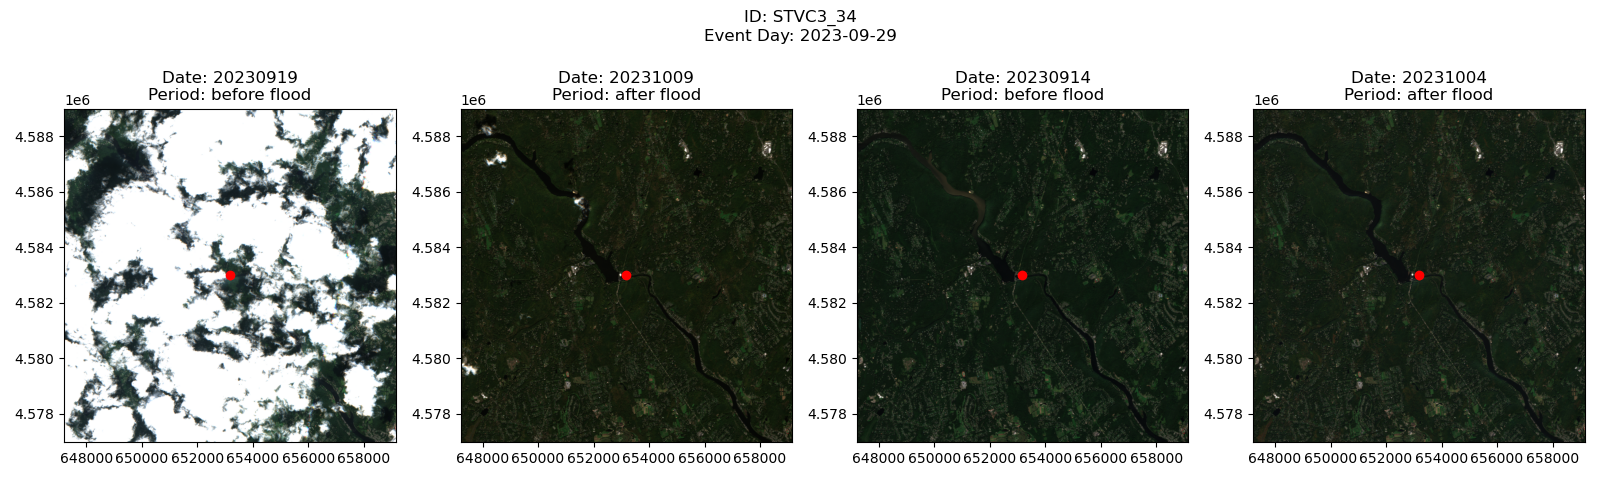 ID: STVC3_34
Event Day: 2023-09-29
Date: 20230919
Period: before flood
1e6
4.588
4.586
4.584
4.582
4.580
4.578
648000 650000 652000 654000 656000 658000
Date: 20231009
Period: after flood
1e6
4.588
4.586
4.584
4.582
4.580
4.578
648000 650000 652000 654000 656000 658000
Date: 20230914
Period: before flood
1e6
4.588
4.586
4.584
4.582
4.580
4.578
648000 650000 652000 654000 656000 658000
Date: 20231004
Period: after flood
1e6
4.588
4.586
4.584
4.582
4.580
4.578
648000 650000 652000 654000 656000 658000